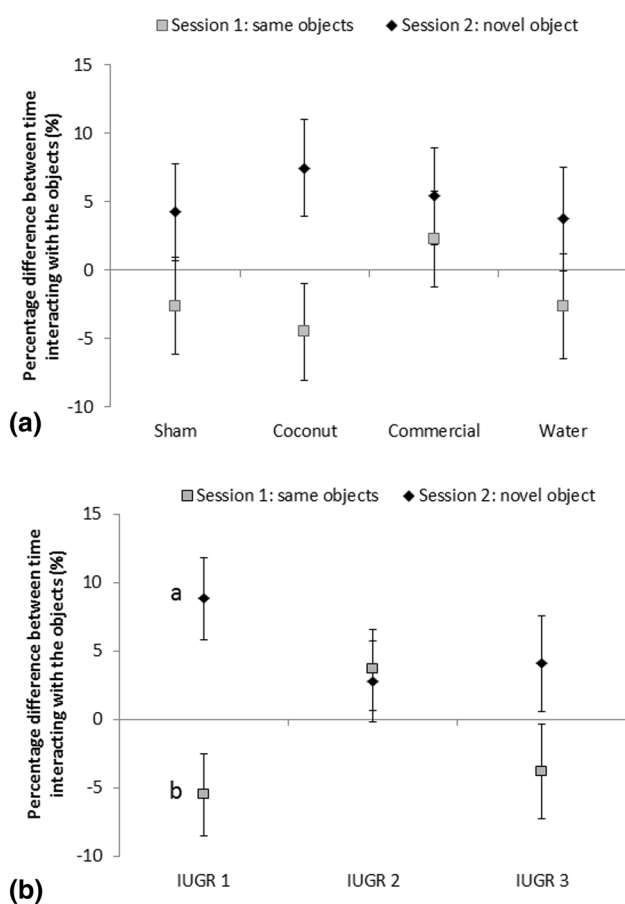 Session 1: same objects Session 2: novel object
Percentage difference between time
interacting with the objects (%)
15
10
5
0
-5
-10
Sham Coconut Commercial Water
(a)
Session 1: same objects Session 2: novel object
Percentage difference between time
interacting with the objects (%)
15
10
5
0
-5
-10
a
b
IUGR 1 IUGR 2 IUGR 3
(b)